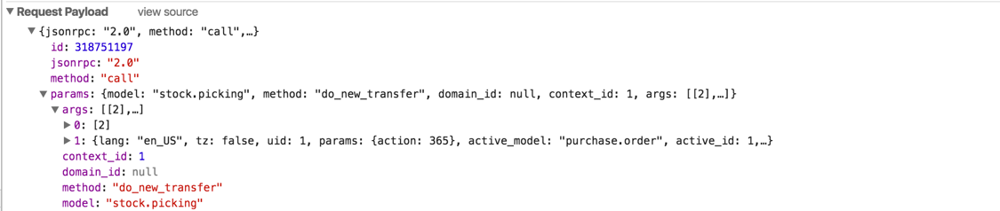 Request Payload view source
{jsonrpc: "2.0", method: "call",…}
id: 318751197
jsonrpc: "2.0"
method: "call"
params: {model: "stock.picking", method: "do_new_transfer", domain_id: null, context_id: 1, args: [[2],…]}
args: [[2],…]
0: [2]
1: {lang: "en_US", tz: false, uid: 1, params: {action: 365}, active_model: "purchase.order", active_id: 1,…}
context_id: 1
domain_id: null
method: "do_new_transfer"
model: "stock.picking"